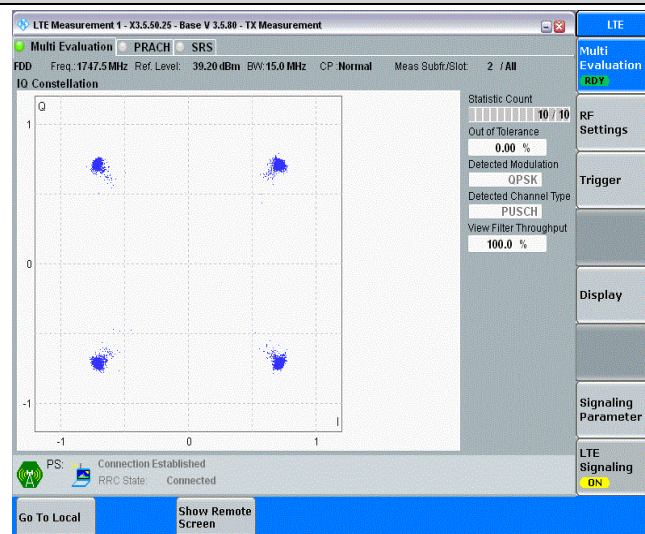 LTE Measurement 1 - X3.5.50.25 - Base V 3.5.80 - TX Measurement
LTE
Multi Evaluation PRACH SRS
FDD Freq.: 1747.5 MHz Ref. Level: 39.20 dBm BW: 15.0 MHz CP: Normal Meas Subfr./Slot: 2 / All
IQ Constellation
Q
1
0
-1
-1 0 1
I
Statistic Count
10 / 10
Out of Tolerance
0.00 %
Detected Modulation
QPSK
Detected Channel Type
PUSCH
View Filter Throughput
100.0 %
Multi
Evaluation
RDY
RF
Settings
Trigger
Display
Signaling
Parameter
LTE
Signaling
ON
PS: Connection Established
RRC State: Connected
Go To Local
Show Remote
Screen